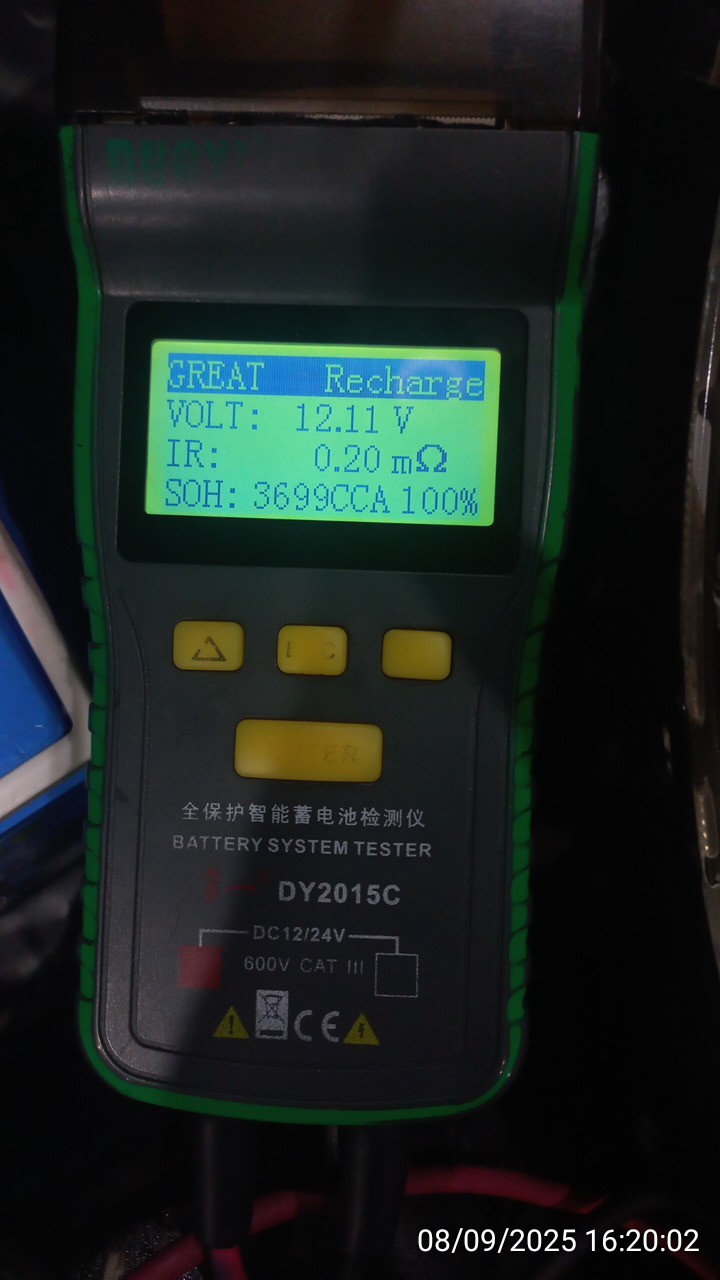 GREAT Recharge
VOLT: 12.11 V
IR: 0.20 mΩ
SOH: 3699CCA 100%
全保护智能蓄电池检测仪
BATTERY SYSTEM TESTER
DY2015C
DC12/24V
600V CAT III
CE
08/09/2025 16:20:02